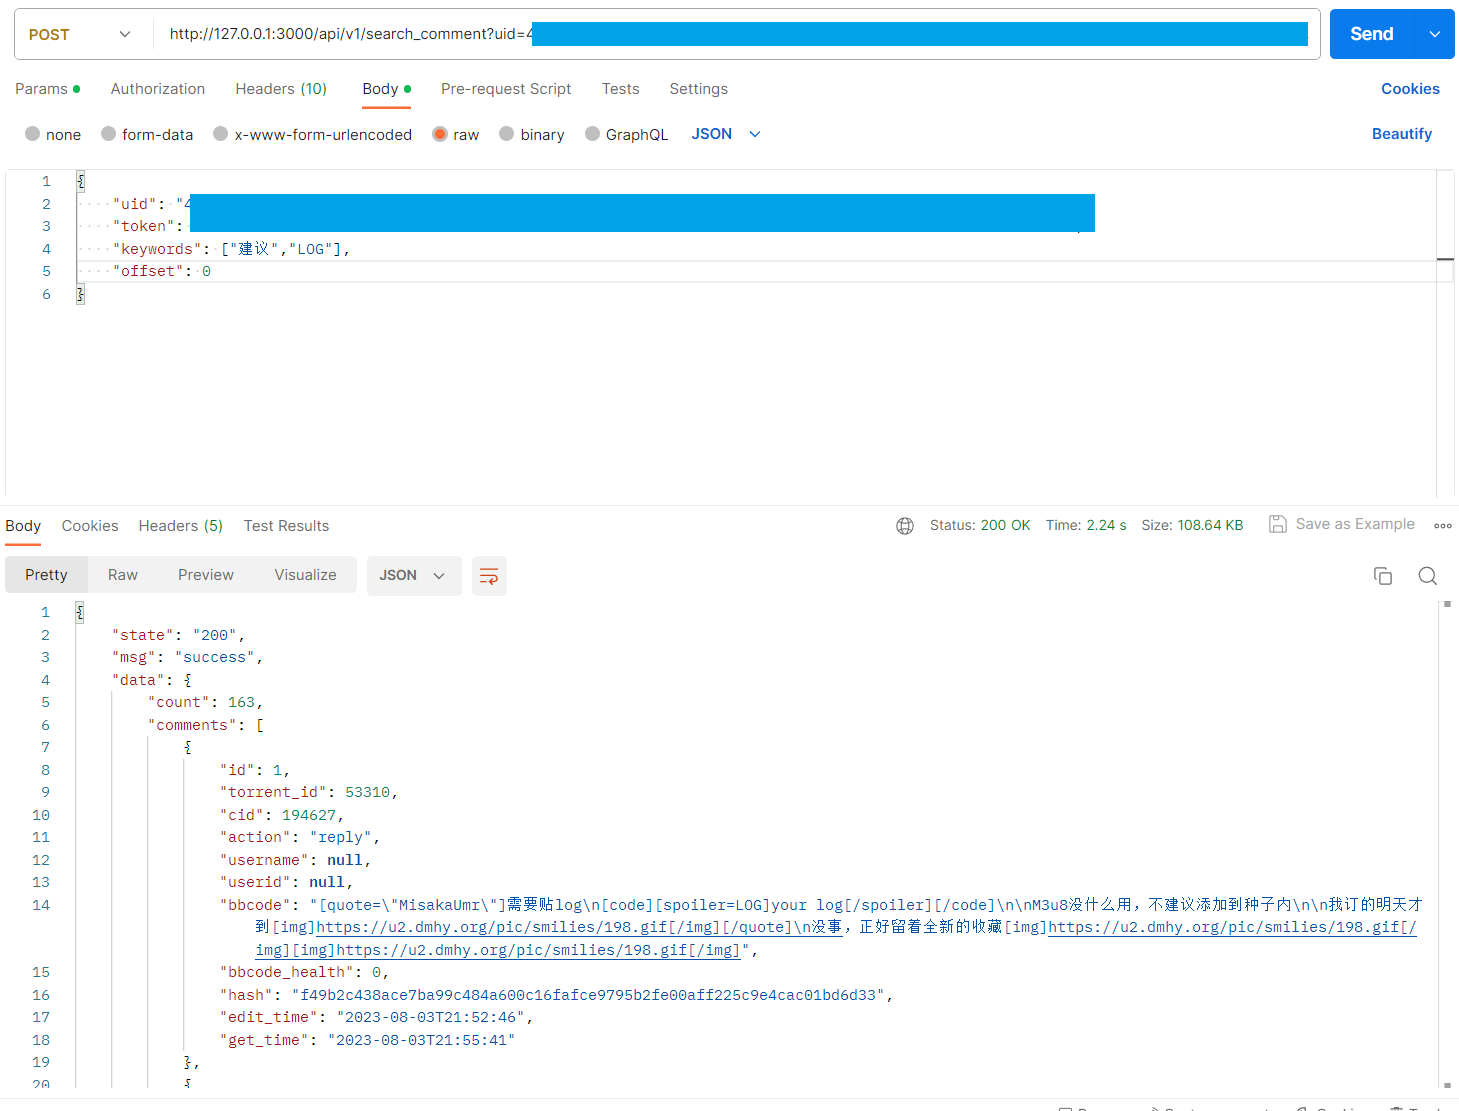 POST
http://127.0.0.1:3000/api/v1/search_comment?uid=4
Send
Params
Authorization
Headers (10)
Body
Pre-request Script
Tests
Settings
Cookies
none
form-data
x-www-form-urlencoded
raw
binary
GraphQL
JSON
Beautify
1 {
2 "uid": "4
3 "token":
4 "keywords": ["建议","LOG"],
5 "offset": 0
6 }
Body
Cookies
Headers (5)
Test Results
Status: 200 OK
Time: 2.24 s
Size: 108.64 KB
Save as Example
Pretty
Raw
Preview
Visualize
JSON
1 {
2 "state": "200",
3 "msg": "success",
4 "data": {
5 "count": 163,
6 "comments": [
7 {
8 "id": 1,
9 "torrent_id": 53310,
10 "cid": 194627,
11 "action": "reply",
12 "username": null,
13 "userid": null,
14 "bbcode": "[quote=\"MisakaUmr\"]需要贴log\n[code][spoiler=LOG]your log[/spoiler][/code]\n\nM3u8没什么用，不建议添加到种子内\n\n我订的明天才
到[img]https://u2.dmhy.org/pic/smilies/198.gif[/img][/quote]\n没事，正好留着全新的收藏[img]https://u2.dmhy.org/pic/smilies/198.gif[/
img][img]https://u2.dmhy.org/pic/smilies/198.gif[/img]",
15 "bbcode_health": 0,
16 "hash": "f49b2c438ace7ba99c484a600c16fafce9795b2fe00aff225c9e4cac01bd6d33",
17 "edit_time": "2023-08-03T21:52:46",
18 "get_time": "2023-08-03T21:55:41"
19 },
20 {